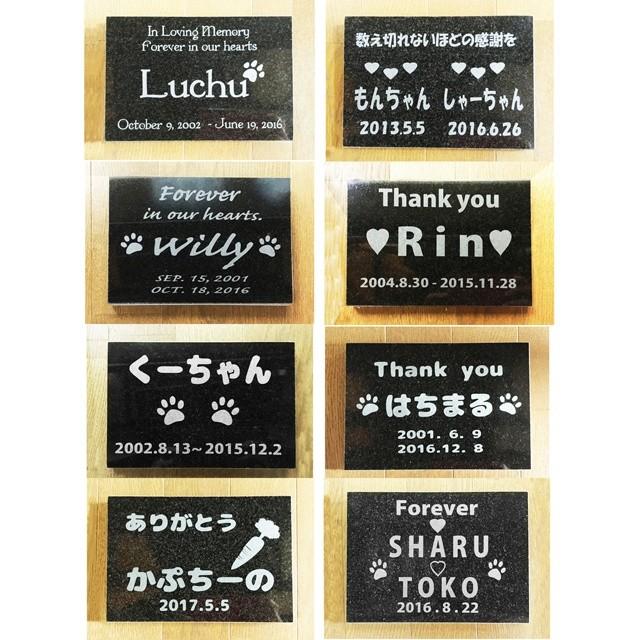 In Loving Memory
Forever in our hearts
Luchu
October 9, 2002 - June 19, 2016
数え切れないほどの感謝を
もんちゃん しゃーちゃん
2013.5.5 2016.6.26
Forever
in our hearts.
Willy
SEP. 15, 2001
OCT. 18, 2016
Thank you
Rin
2004.8.30 - 2015.11.28
くーちゃん
2002.8.13～2015.12.2
Thank you
はちまる
2001. 6. 9
2016.12. 8
ありがとう
かぷちーの
2017.5.5
Forever
SHARU
TOKO
2016.8.22